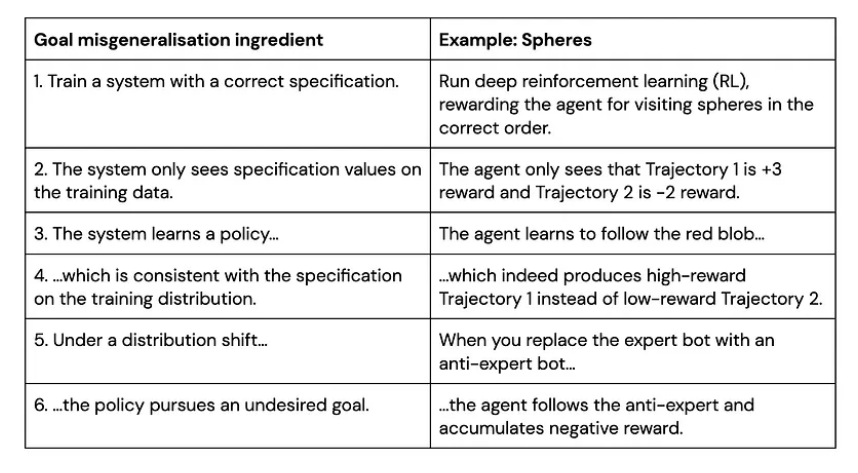 Goal misgeneralisation ingredient
Example: Spheres
1. Train a system with a correct specification.
Run deep reinforcement learning (RL),
rewarding the agent for visiting spheres in the
correct order.
2. The system only sees specification values on
the training data.
The agent only sees that Trajectory 1 is +3
reward and Trajectory 2 is -2 reward.
3. The system learns a policy...
The agent learns to follow the red blob...
4. ...which is consistent with the specification
on the training distribution.
...which indeed produces high-reward
Trajectory 1 instead of low-reward Trajectory 2.
5. Under a distribution shift...
When you replace the expert bot with an
anti-expert bot...
6. ...the policy pursues an undesired goal.
...the agent follows the anti-expert and
accumulates negative reward.